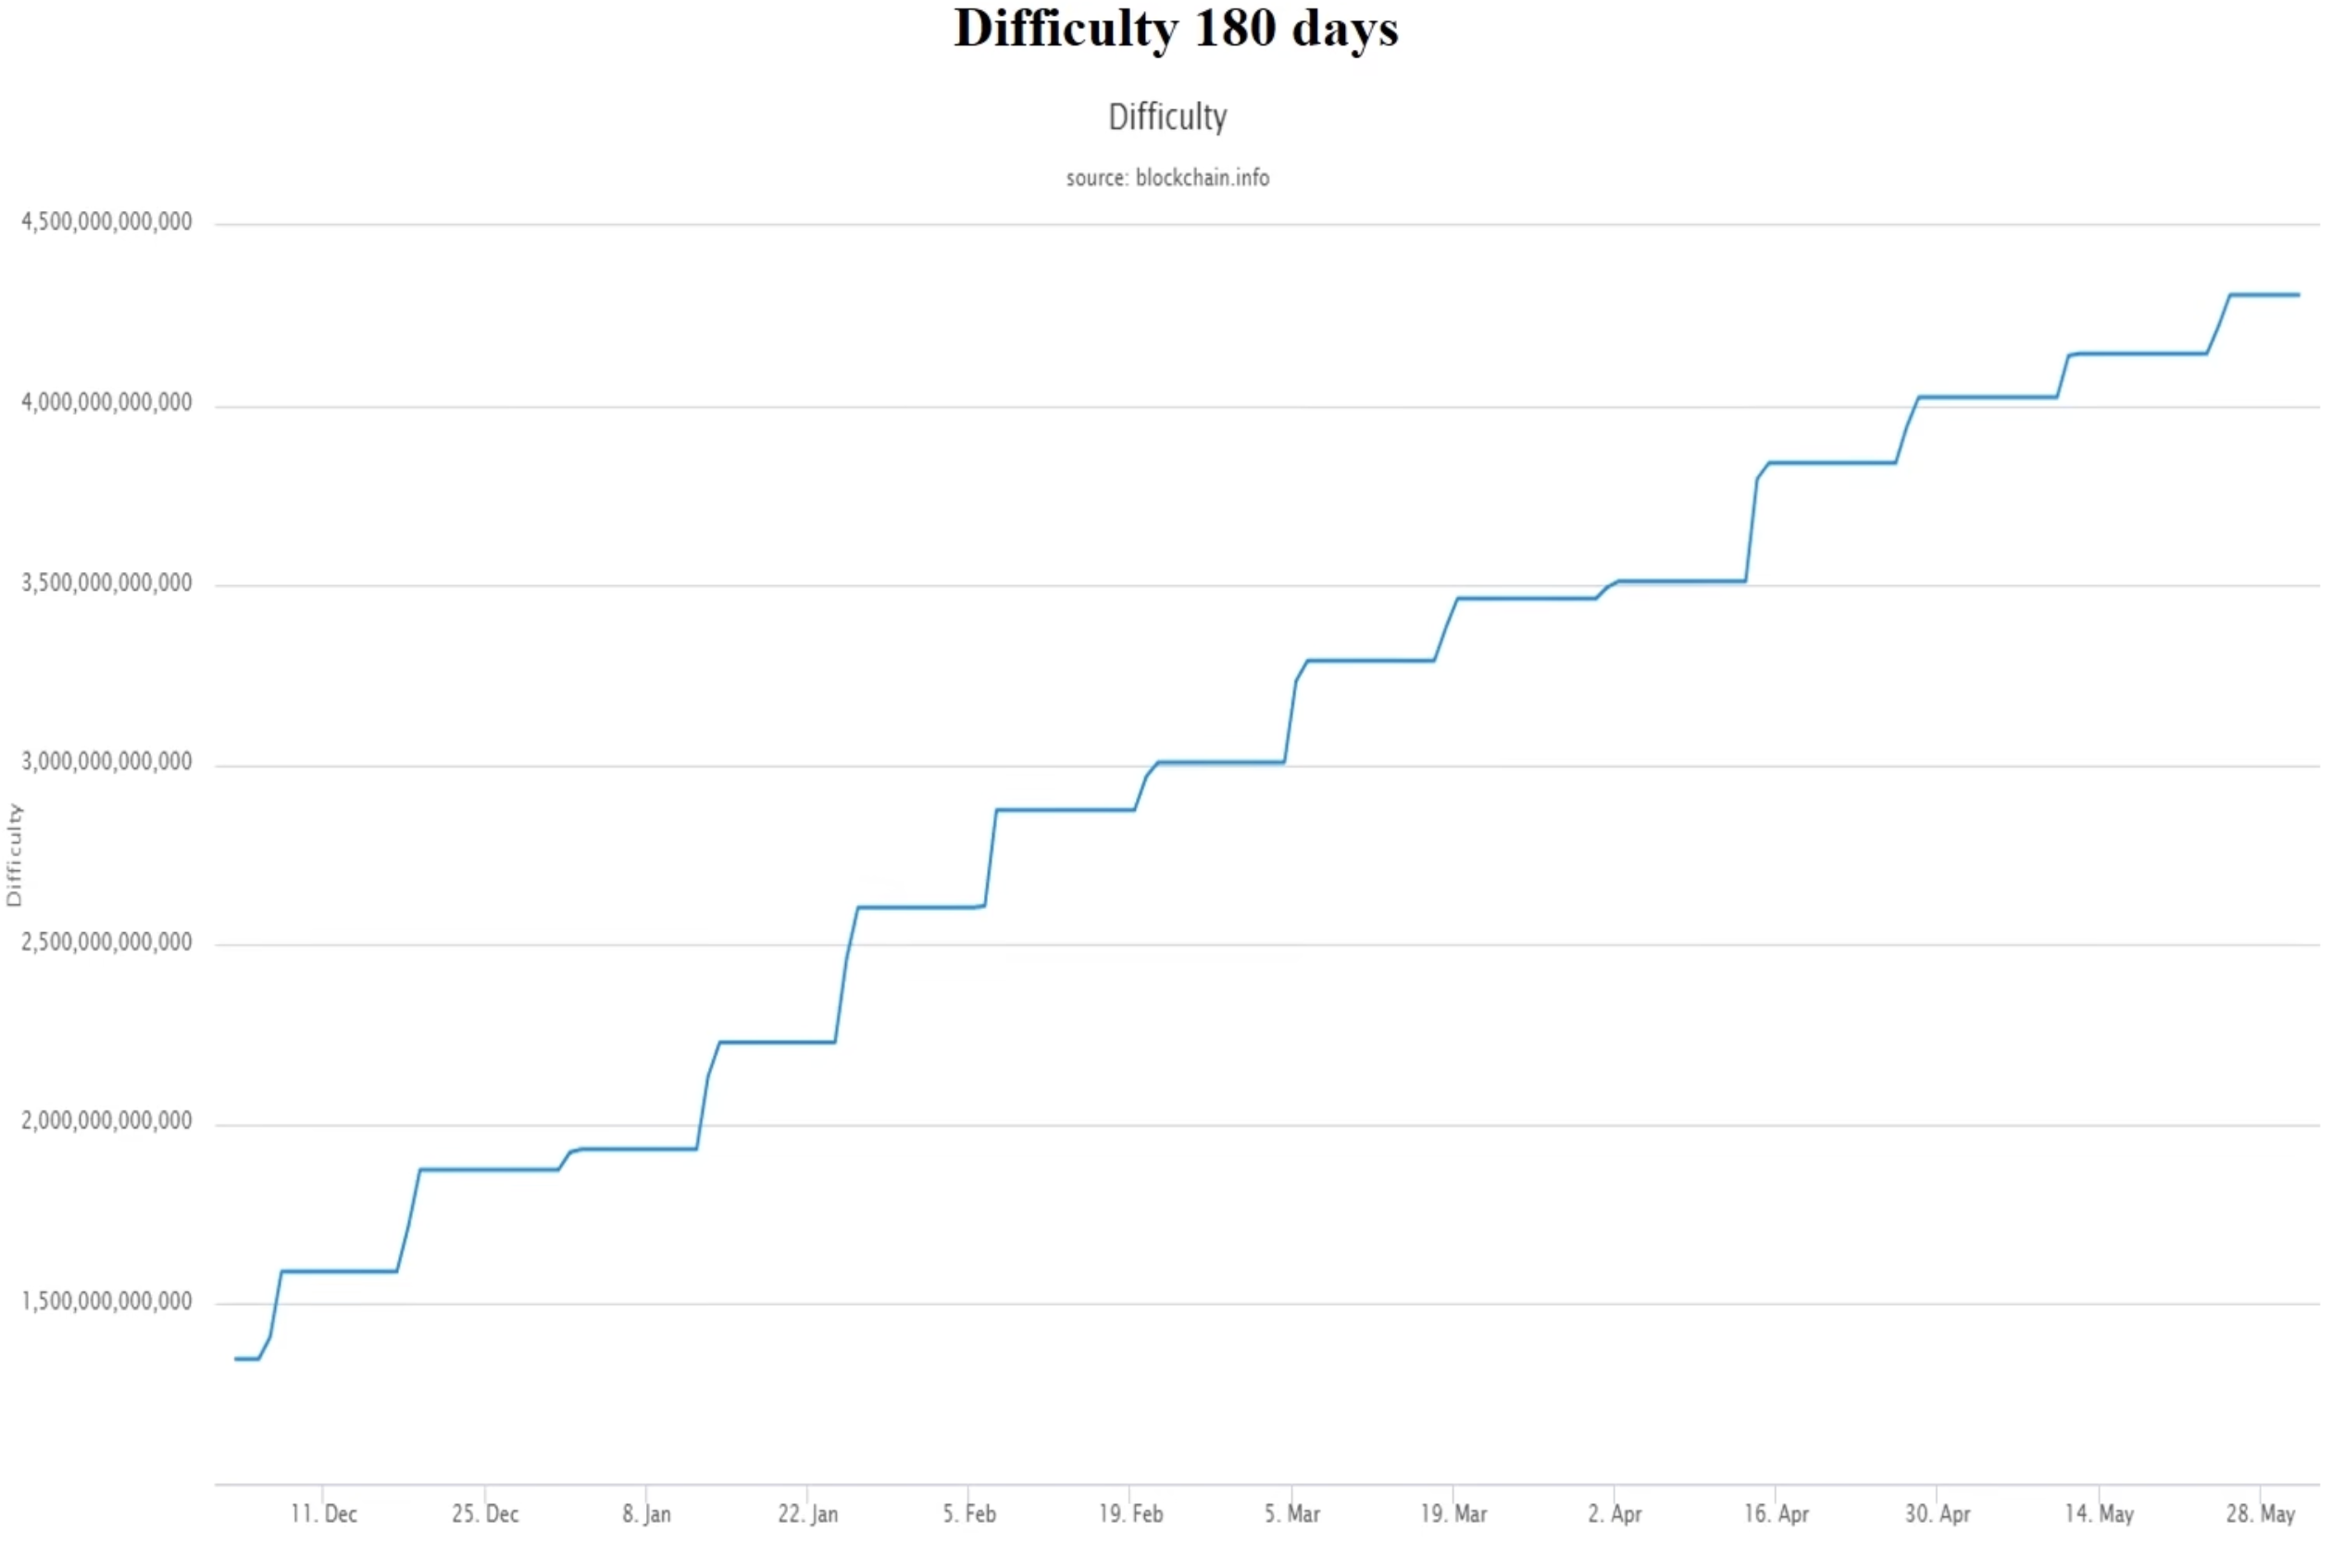 Difficulty 180 days
Difficulty
source: blockchain.info
4,500,000,000,000
4,000,000,000,000
3,500,000,000,000
3,000,000,000,000
Difficulty
2,500,000,000,000
2,000,000,000,000
1,500,000,000,000
11. Dec 25. Dec 8. Jan 22. Jan 5. Feb 19. Feb 5. Mar 19. Mar 2. Apr 16. Apr 30. Apr 14. May 28. May